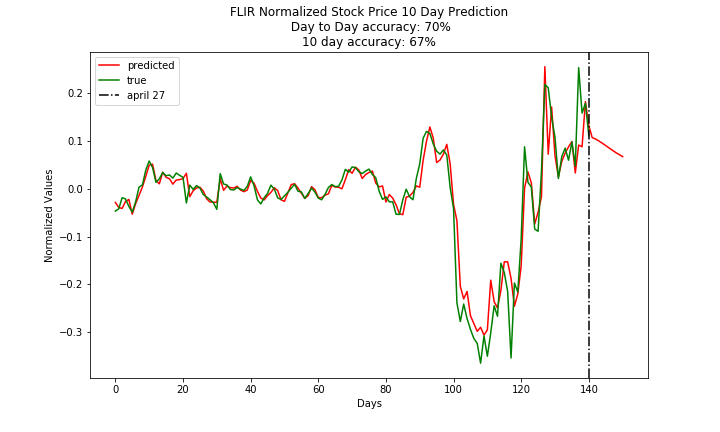 FLIR Normalized Stock Price 10 Day Prediction
Day to Day accuracy: 70%
10 day accuracy: 67%
predicted
true
april 27
Normalized Values
0.2
0.1
0.0
−0.1
−0.2
−0.3
0 20 40 60 80 100 120 140
Days